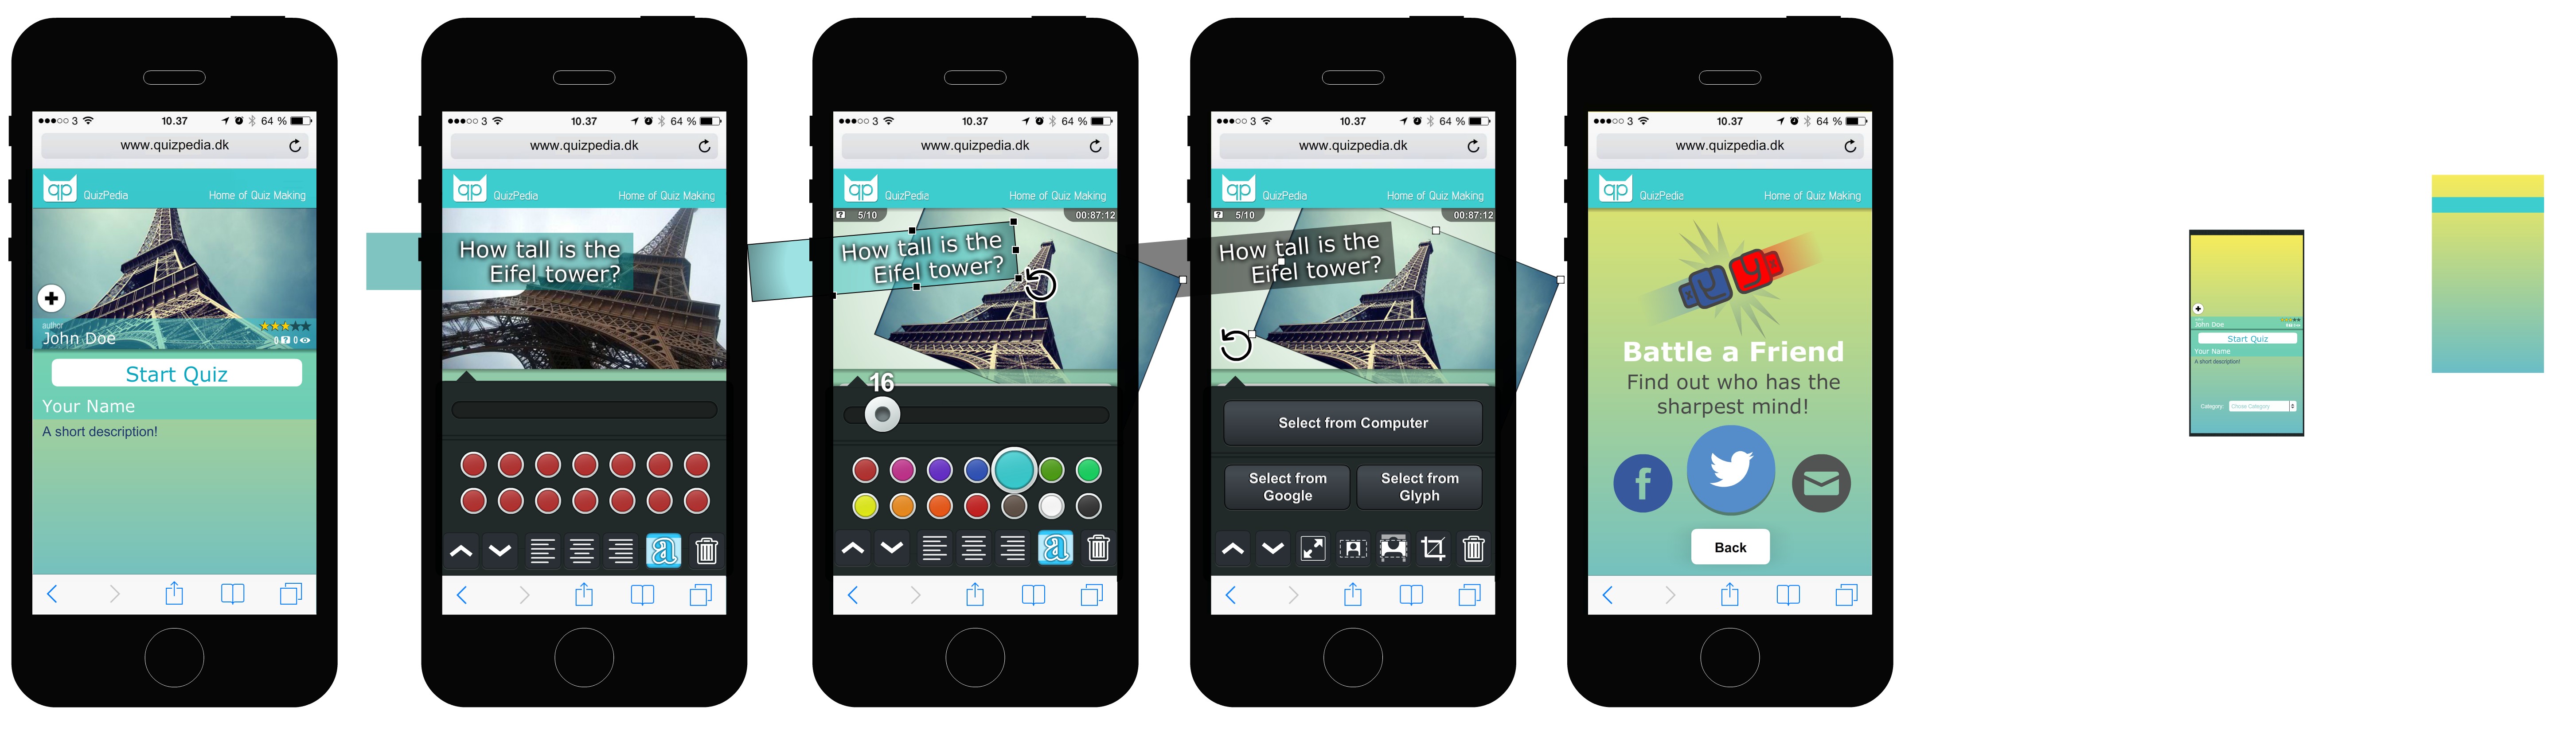 3 10.37 64 %
www.quizpedia.dk
qp QuizPedia Home of Quiz Making
author
John Doe
0 ? 0
Start Quiz
Your Name
A short description!
3 10.37 64 %
www.quizpedia.dk
qp QuizPedia Home of Quiz Making
How tall is the
Eifel tower?
a
3 10.37 64 %
www.quizpedia.dk
qp QuizPedia Home of Quiz Making
? 5/10 00:87:12
How tall is the
Eifel tower?
16
a
3 10.37 64 %
www.quizpedia.dk
qp QuizPedia Home of Quiz Making
? 5/10 00:87:12
How tall is the
Eifel tower?
Select from Computer
Select from
Google
Select from
Glyph
3 10.37 64 %
www.quizpedia.dk
qp QuizPedia Home of Quiz Making
Battle a Friend
Find out who has the
sharpest mind!
f
Back
John Doe
Start Quiz
Your Name
A short description!
Category: Chose Category